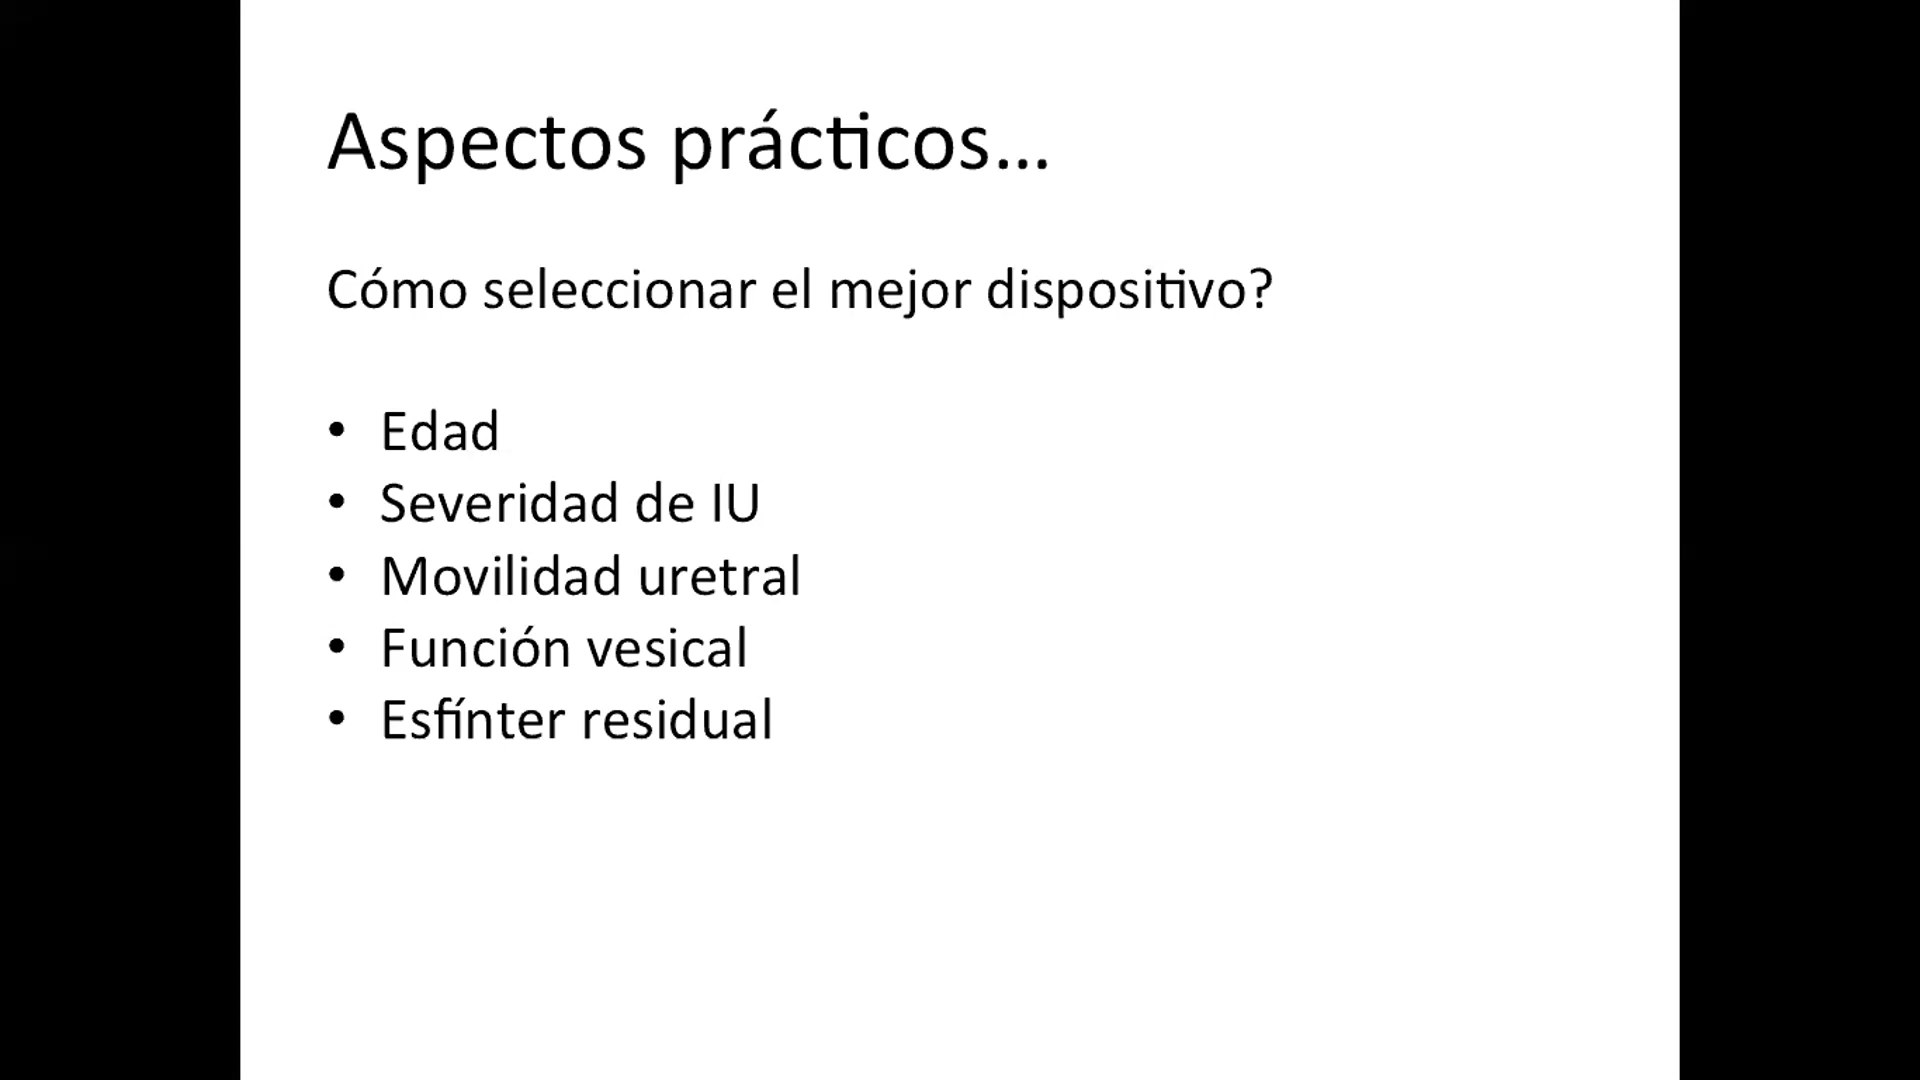 Aspectos prácticos...
Cómo seleccionar el mejor dispositivo?
• Edad
• Severidad de IU
• Movilidad uretral
• Función vesical
• Esfínter residual